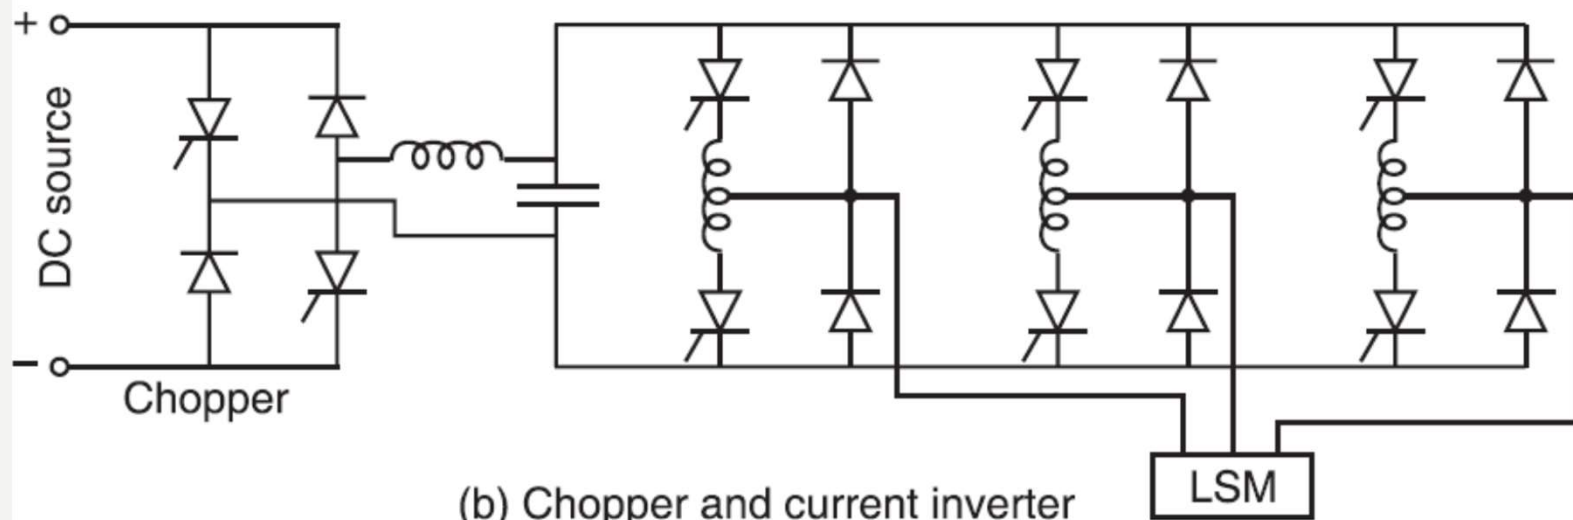 +
DC source
−
Chopper
LSM
(b) Chopper and current inverter